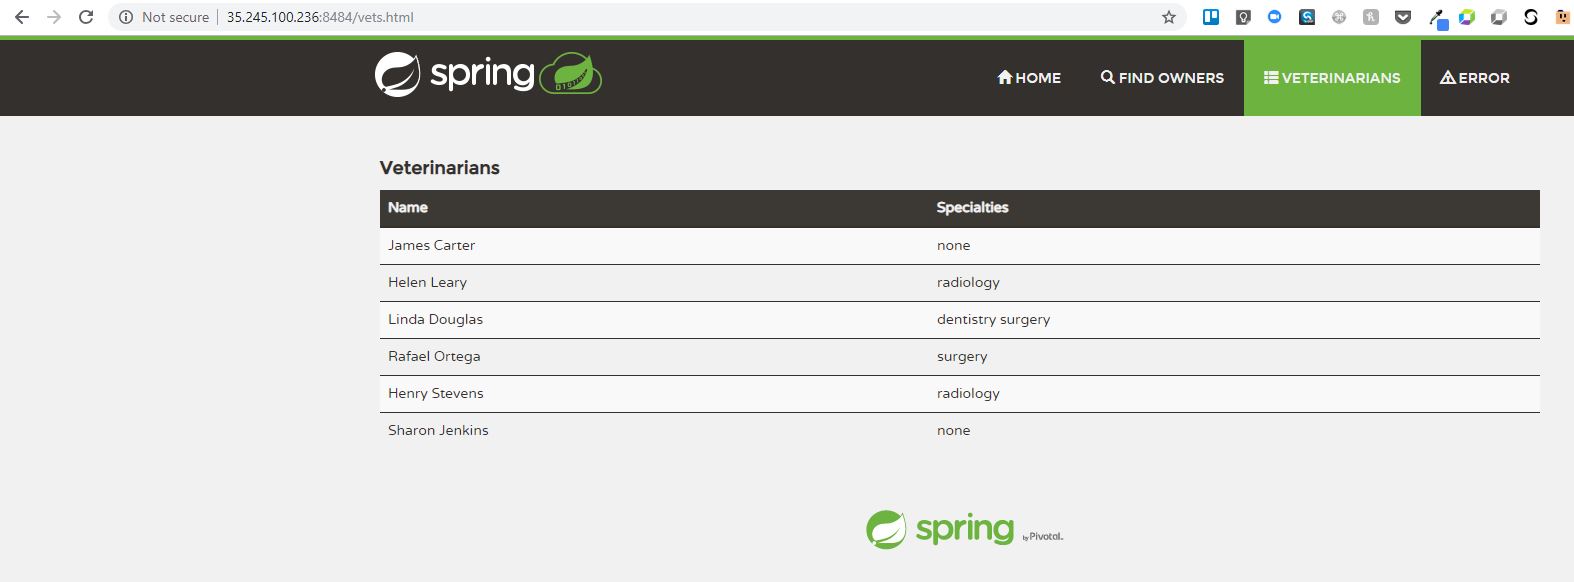 Not secure 35.245.100.236:8484/vets.html
spring HOME FIND OWNERS VETERINARIANS ERROR
Veterinarians
Name Specialties
James Carter none
Helen Leary radiology
Linda Douglas dentistry surgery
Rafael Ortega surgery
Henry Stevens radiology
Sharon Jenkins none
spring by Pivotal